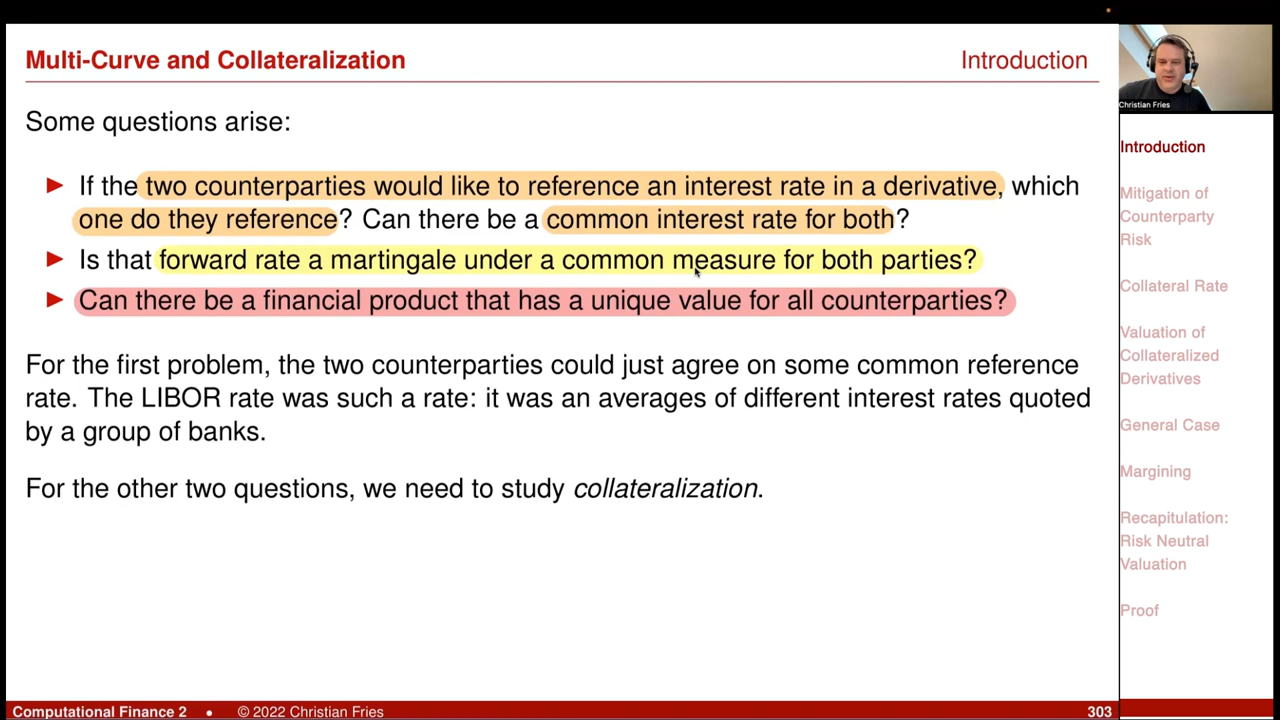 Multi-Curve and Collateralization
Introduction
Some questions arise:
► If the two counterparties would like to reference an interest rate in a derivative, which
one do they reference? Can there be a common interest rate for both?
► Is that forward rate a martingale under a common measure for both parties?
► Can there be a financial product that has a unique value for all counterparties?
For the first problem, the two counterparties could just agree on some common reference
rate. The LIBOR rate was such a rate: it was an averages of different interest rates quoted
by a group of banks.
For the other two questions, we need to study collateralization.
Christian Fries
Introduction
Mitigation of
Counterparty
Risk
Collateral Rate
Valuation of
Collateralized
Derivatives
General Case
Margining
Recapitulation:
Risk Neutral
Valuation
Proof
Computational Finance 2 • © 2022 Christian Fries
303